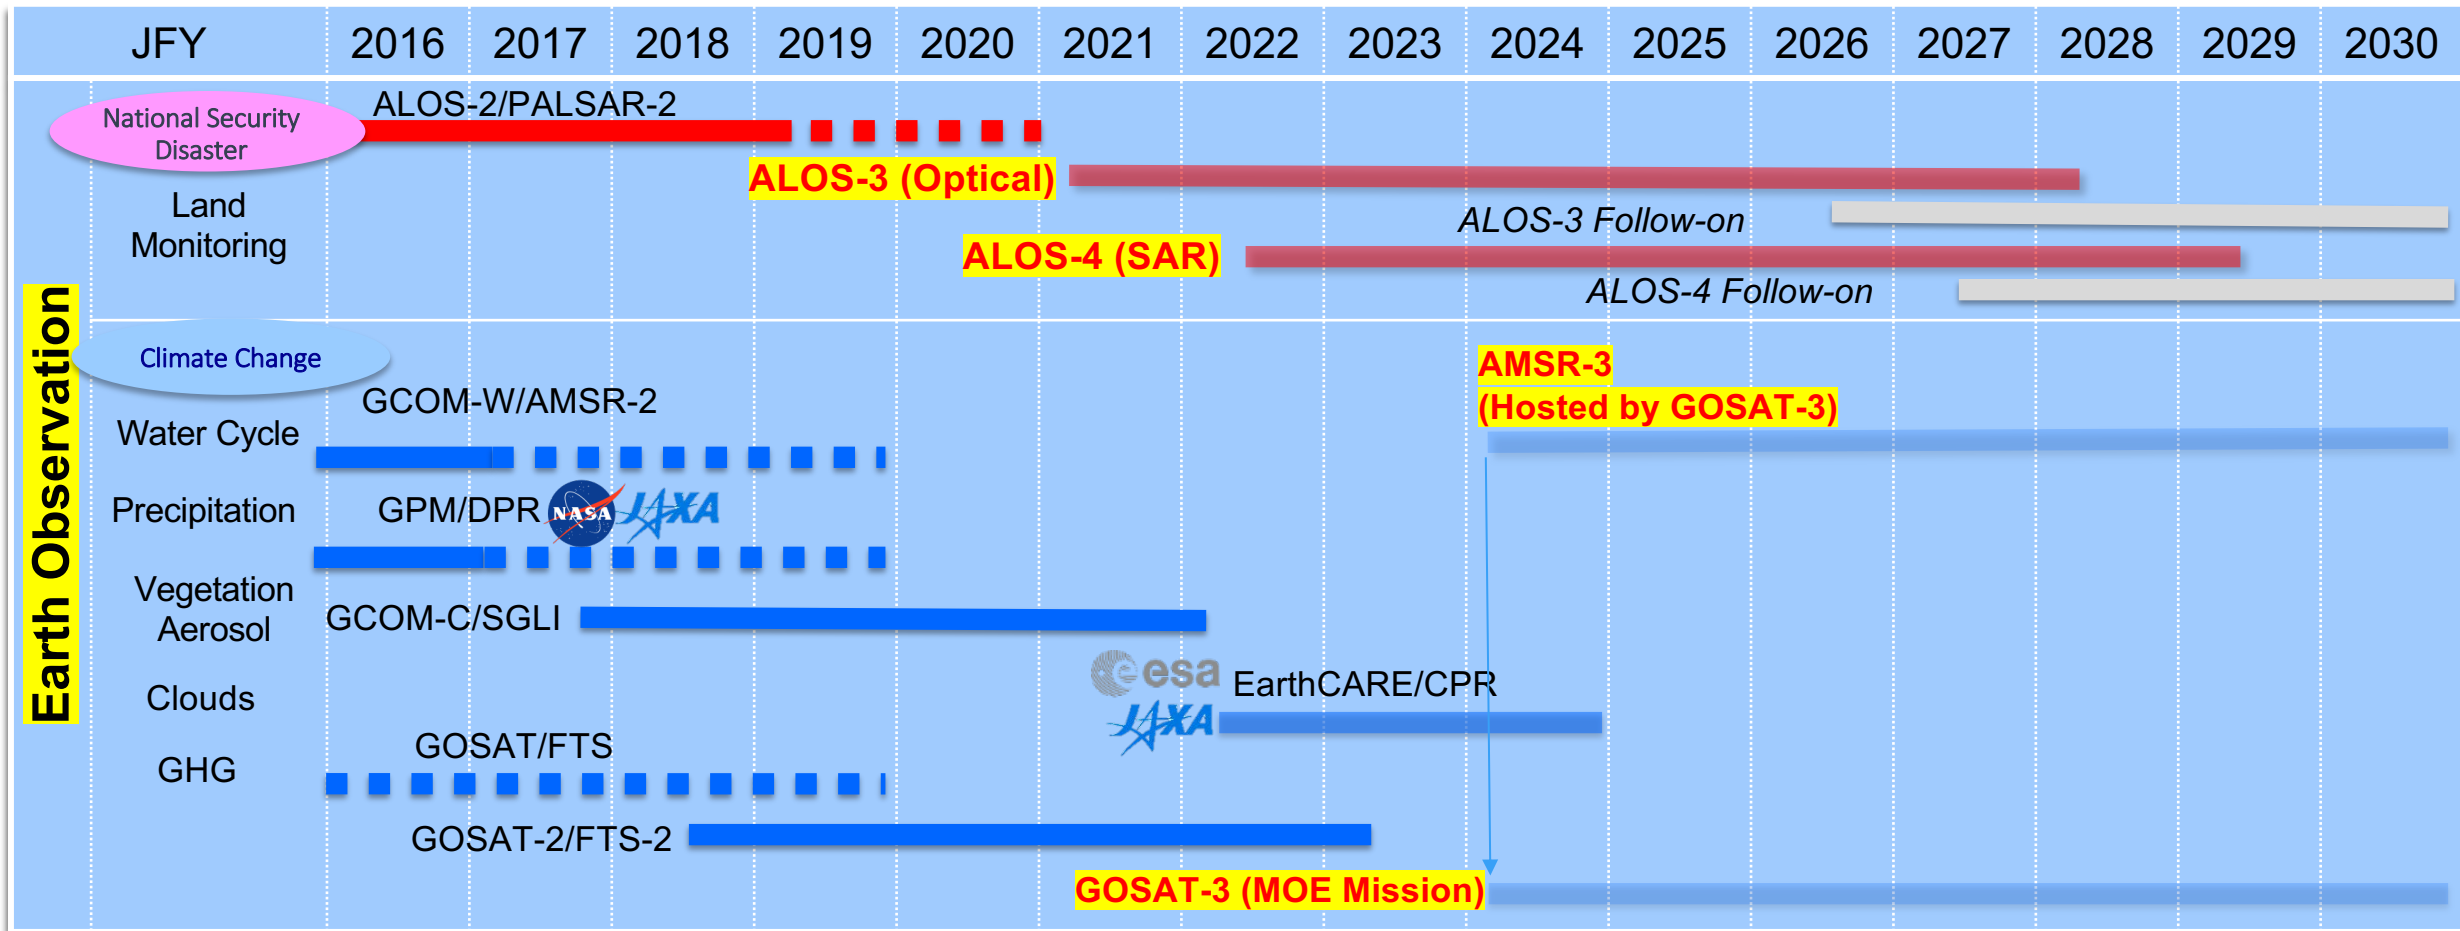 JFY 2016 2017 2018 2019 2020 2021 2022 2023 2024 2025 2026 2027 2028 2029 2030
Earth Observation
National Security
Disaster
ALOS-2/PALSAR-2
ALOS-3 (Optical)
Land
Monitoring
ALOS-3 Follow-on
ALOS-4 (SAR)
ALOS-4 Follow-on
Climate Change
AMSR-3
(Hosted by GOSAT-3)
GCOM-W/AMSR-2
Water Cycle
Precipitation
GPM/DPR NASA JAXA
Vegetation
Aerosol
GCOM-C/SGLI
esa
JAXA
EarthCARE/CPR
Clouds
GOSAT/FTS
GHG
GOSAT-2/FTS-2
GOSAT-3 (MOE Mission)